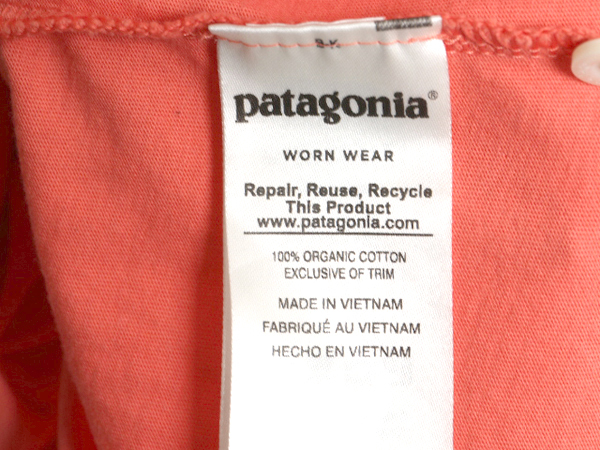 patagonia®
WORN WEAR
Repair, Reuse, Recycle
This Product
www.patagonia.com
100% ORGANIC COTTON
EXCLUSIVE OF TRIM
MADE IN VIETNAM
FABRIQUÉ AU VIETNAM
HECHO EN VIETNAM